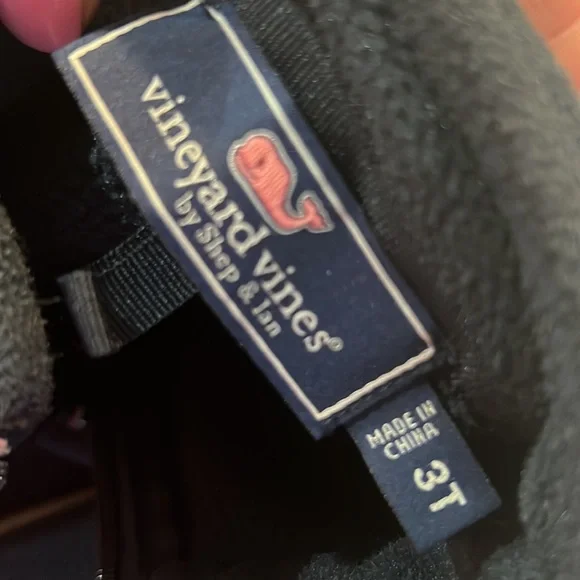 vineyard vines®
by Shep & Ian
MADE IN
CHINA
3T